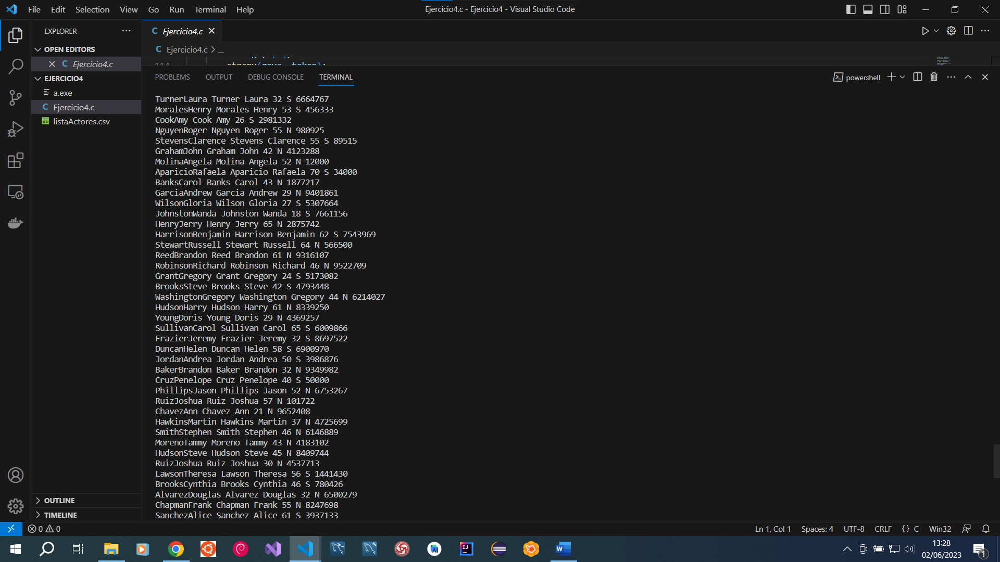 File Edit Selection View Go Run Terminal Help
Ejercicio4.c - Ejercicio4 - Visual Studio Code
EXPLORER
OPEN EDITORS
C Ejercicio4.c
EJERCICIO4
a.exe
C Ejercicio4.c
listaActores.csv
OUTLINE
TIMELINE
C Ejercicio4.c
C Ejercicio4.c > ...
114 strcpy(goya, token);
PROBLEMS OUTPUT DEBUG CONSOLE TERMINAL
powershell
TurnerLaura Turner Laura 32 S 6664767
MoralesHenry Morales Henry 53 S 456333
CookAmy Cook Amy 26 S 2981332
NguyenRoger Nguyen Roger 55 N 980925
StevensClarence Stevens Clarence 55 S 89515
GrahamJohn Graham John 42 N 4123288
MolinaAngela Molina Angela 52 N 12000
AparicioRafaela Aparicio Rafaela 70 S 34000
BanksCarol Banks Carol 43 N 1877217
GarciaAndrew Garcia Andrew 29 N 9401861
WilsonGloria Wilson Gloria 27 S 5307664
JohnstonWanda Johnston Wanda 18 S 7661156
HenryJerry Henry Jerry 65 N 2875742
HarrisonBenjamin Harrison Benjamin 62 S 7543969
StewartRussell Stewart Russell 64 N 566500
ReedBrandon Reed Brandon 61 N 9316107
RobinsonRichard Robinson Richard 46 N 9522709
GrantGregory Grant Gregory 24 S 5173082
BrooksSteve Brooks Steve 42 S 4793448
WashingtonGregory Washington Gregory 44 N 6214027
HudsonHarry Hudson Harry 61 N 8339250
YoungDoris Young Doris 29 N 4369257
SullivanCarol Sullivan Carol 65 S 6009866
FrazierJeremy Frazier Jeremy 32 S 8697522
DuncanHelen Duncan Helen 58 S 6900970
JordanAndrea Jordan Andrea 50 S 3986876
BakerBrandon Baker Brandon 32 N 9349982
CruzPenelope Cruz Penelope 40 S 50000
PhillipsJason Phillips Jason 52 N 6753267
RuizJoshua Ruiz Joshua 57 N 101722
ChavezAnn Chavez Ann 21 N 9652408
HawkinsMartin Hawkins Martin 37 N 4725699
SmithStephen Smith Stephen 46 N 6146889
MorenoTammy Moreno Tammy 43 N 4183102
HudsonSteve Hudson Steve 45 N 8409744
RuizJoshua Ruiz Joshua 30 N 4537713
LawsonTheresa Lawson Theresa 56 S 1441430
BrooksCynthia Brooks Cynthia 46 S 780426
AlvarezDouglas Alvarez Douglas 32 N 6500279
ChapmanFrank Chapman Frank 55 N 8247698
SanchezAlice Sanchez Alice 61 S 3937133
0 0
Ln 1, Col 1 Spaces: 4 UTF-8 CRLF {} C Win32
13:28
02/06/2023
1